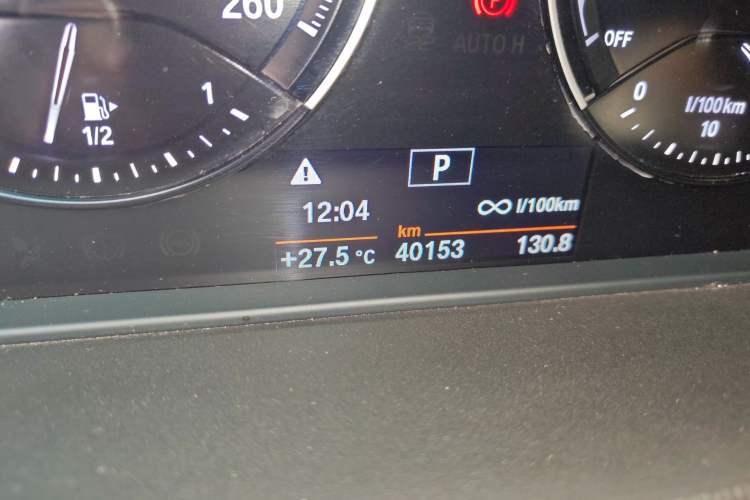 260
P
AUTO H
OFF
1
1/2
0
l/100km
10
P
12:04
∞ l/100km
km
+27.5 °C 40153 130.8